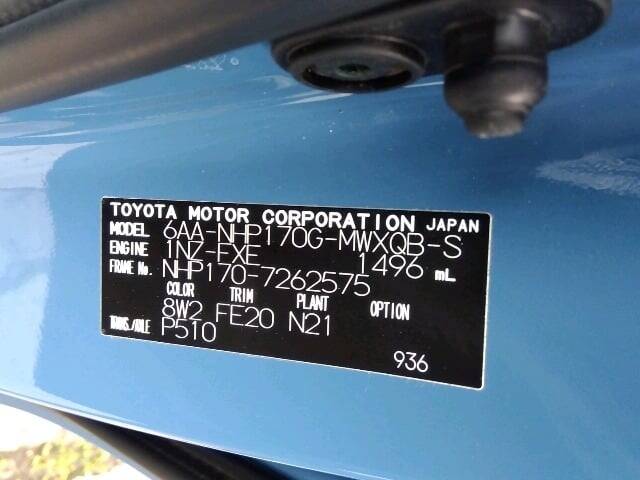 TOYOTA MOTOR CORPORATION JAPAN
MODEL 6AA-NHP170G-MWXQB-S
ENGINE 1NZ-FXE 1496 mL
FRAME No. NHP170-7262575
COLOR TRIM PLANT OPTION
8W2 FE20 N21
TRANS./AXLE P510
936